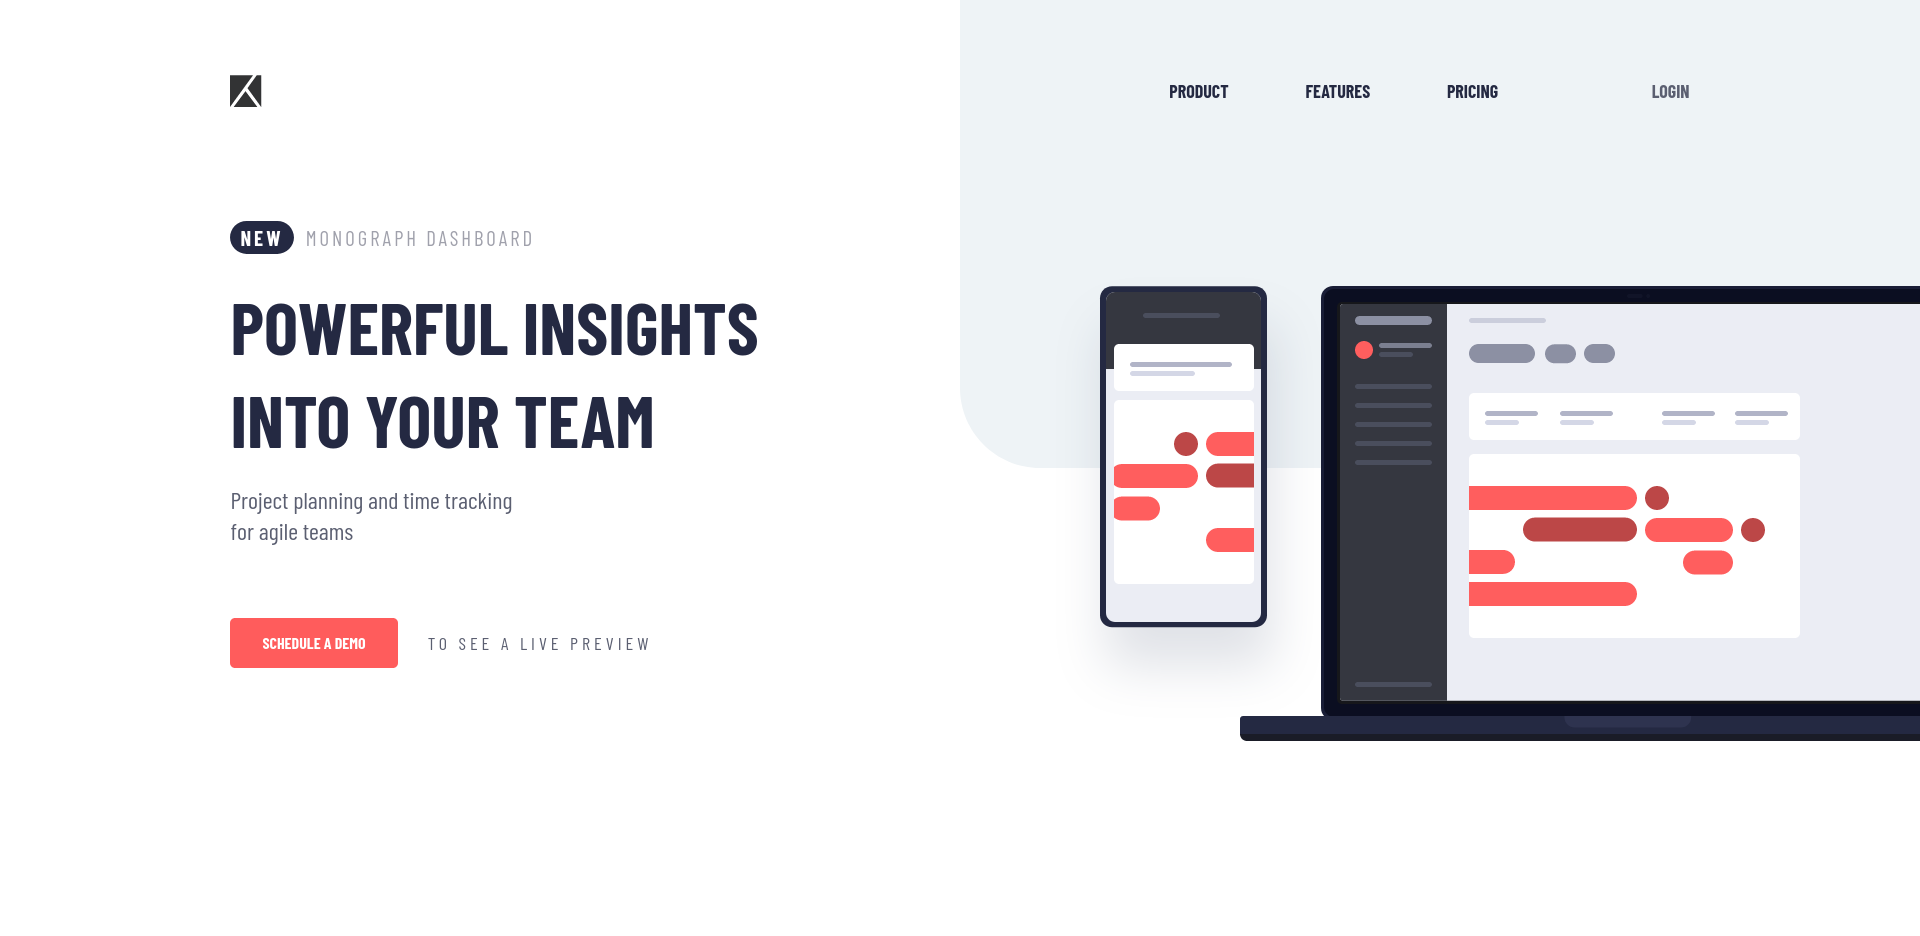 PRODUCT FEATURES PRICING LOGIN
NEW MONOGRAPH DASHBOARD
POWERFUL INSIGHTS
INTO YOUR TEAM
Project planning and time tracking
for agile teams
SCHEDULE A DEMO TO SEE A LIVE PREVIEW